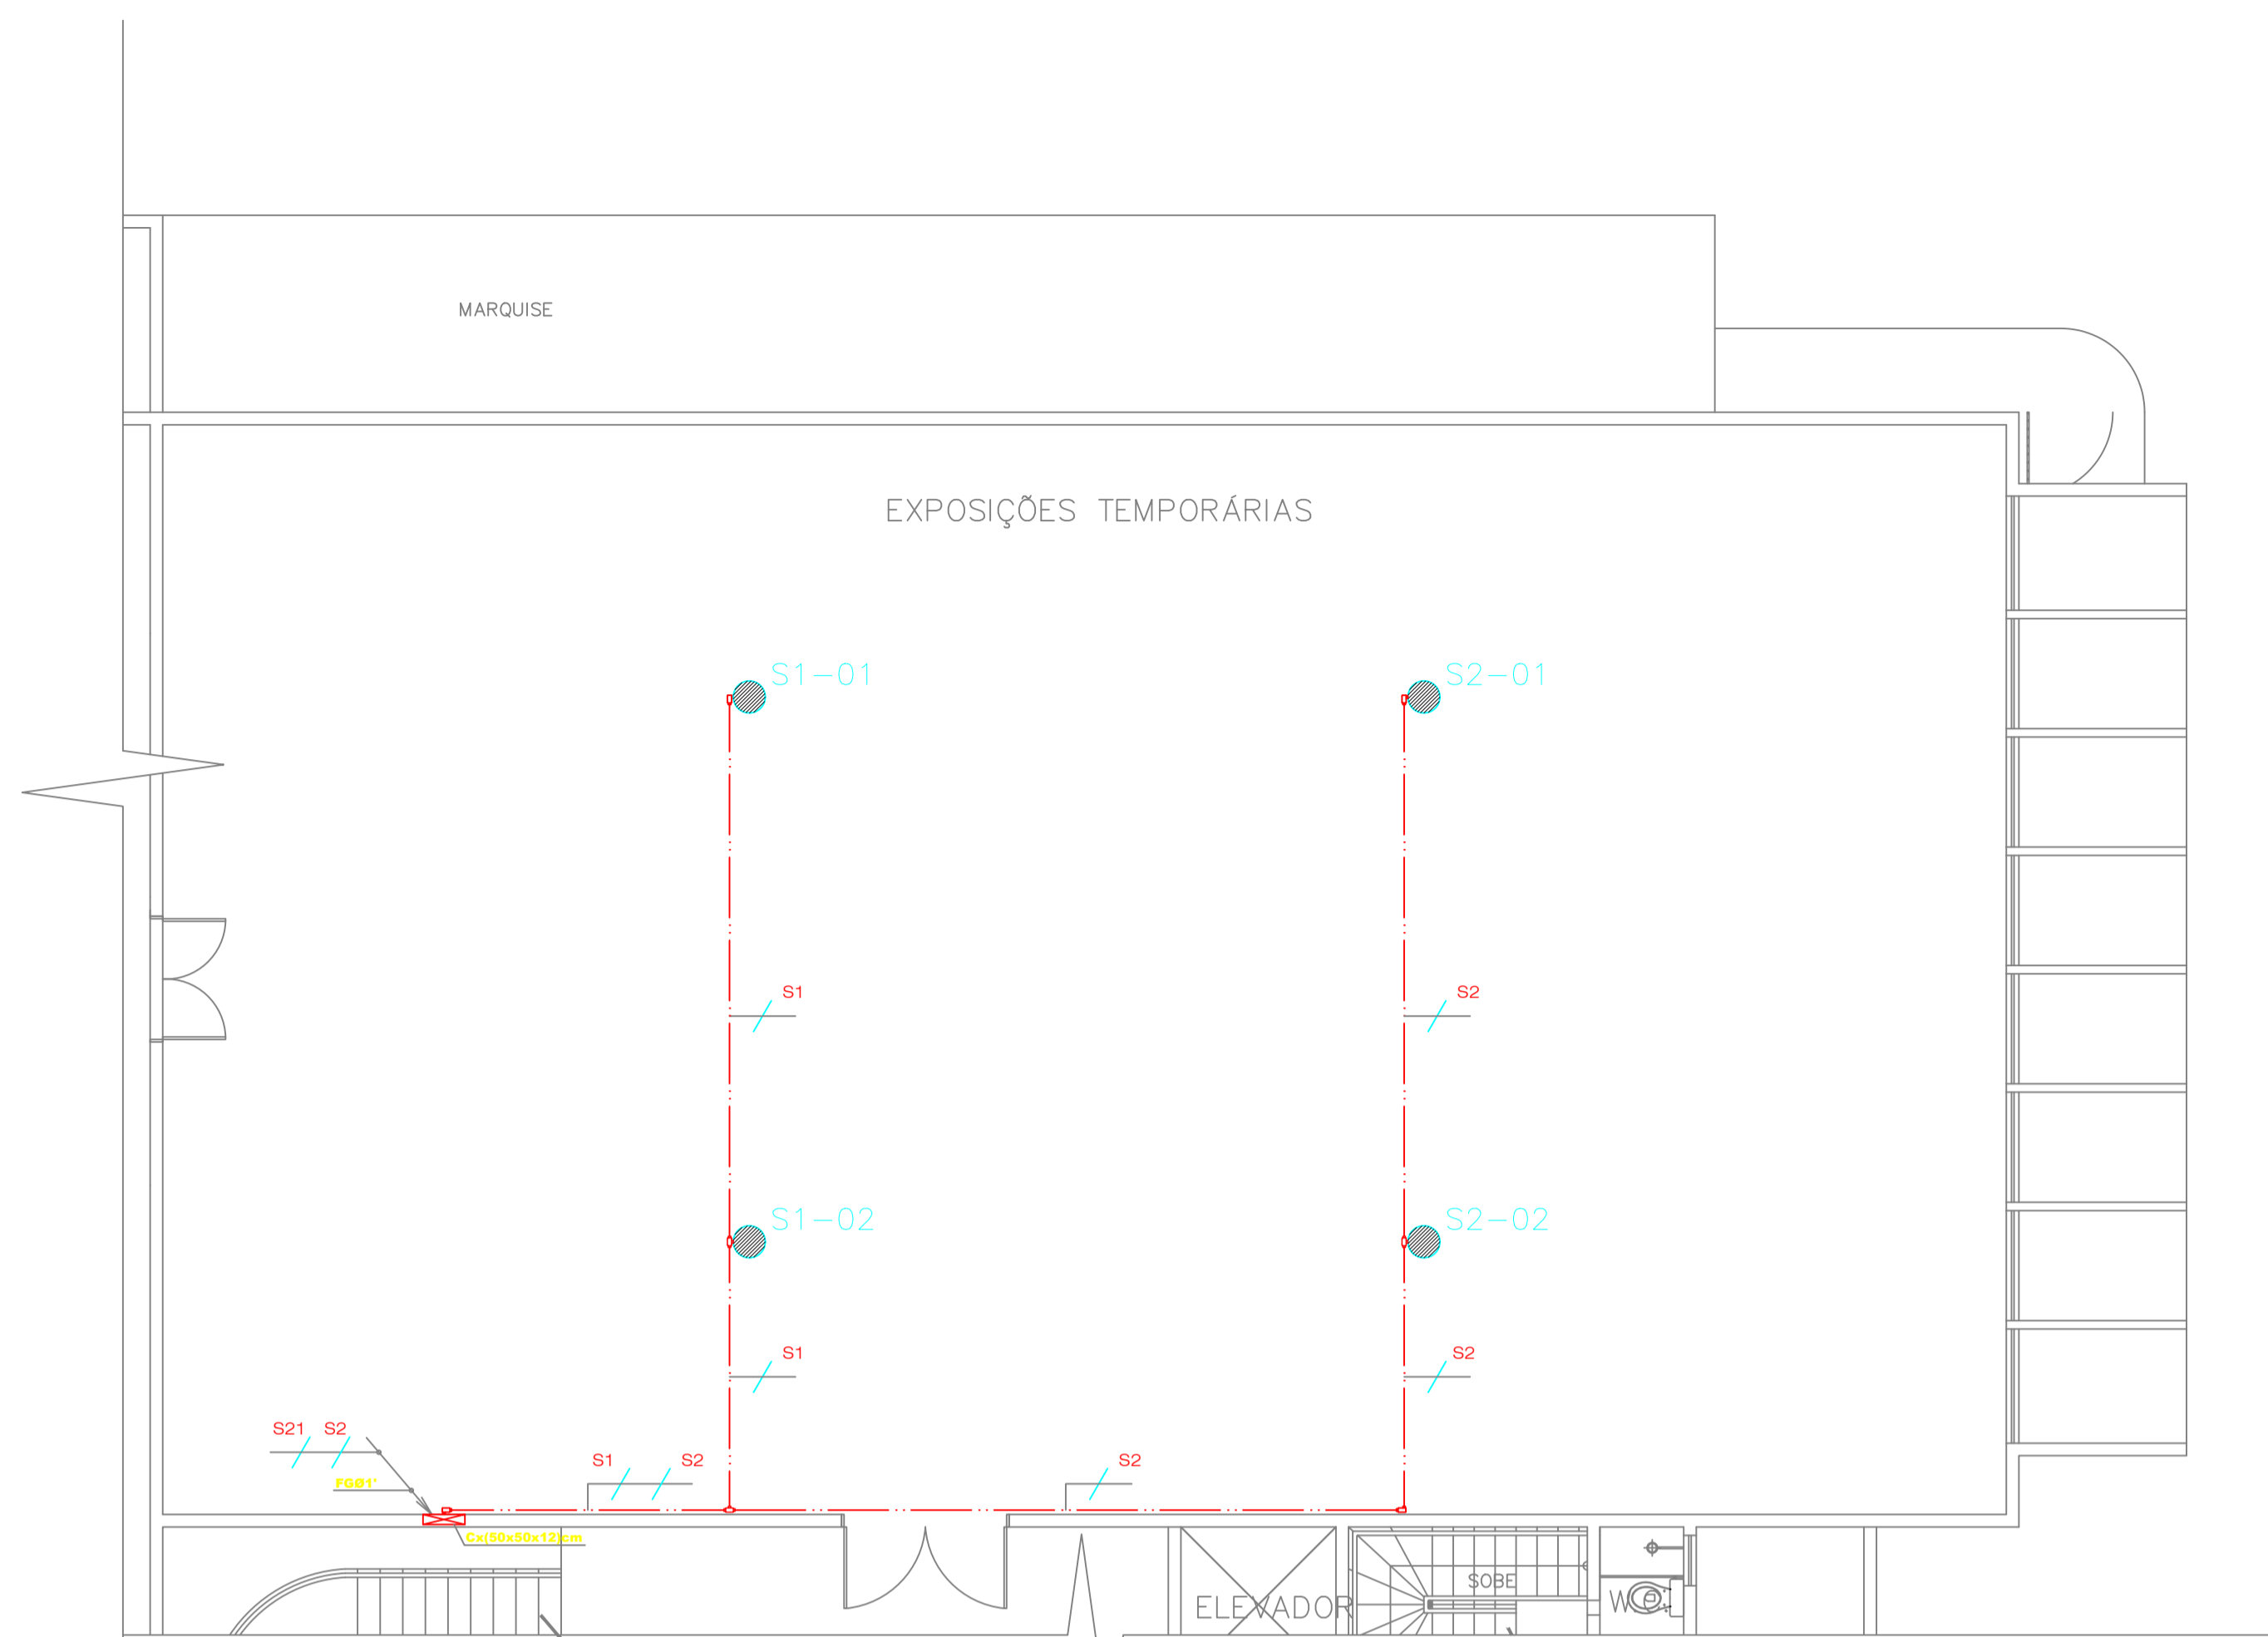 MARQUISE
EXPOSIÇÕES TEMPORÁRIAS
S1-01
S2-01
S1
S2
S1-02
S2-02
S1
S2
S21 S2
S1 S2
S2
FGØ1'
Cx(50x50x12)cm
SOBE
ELEVADOR
WC